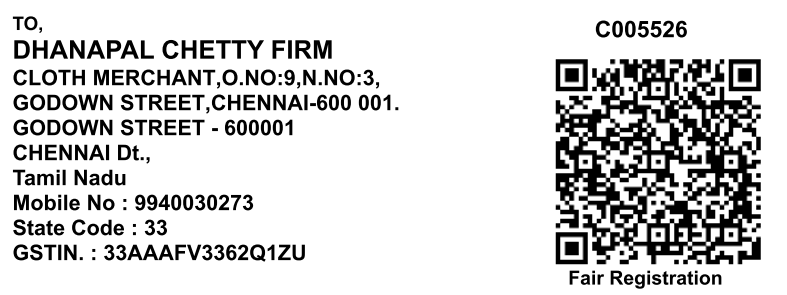 TO,
DHANAPAL CHETTY FIRM
CLOTH MERCHANT,O.NO:9,N.NO:3,
GODOWN STREET,CHENNAI-600 001.
GODOWN STREET - 600001
CHENNAI Dt.,
Tamil Nadu
Mobile No : 9940030273
State Code : 33
GSTIN. : 33AAAFV3362Q1ZU
C005526
Fair Registration